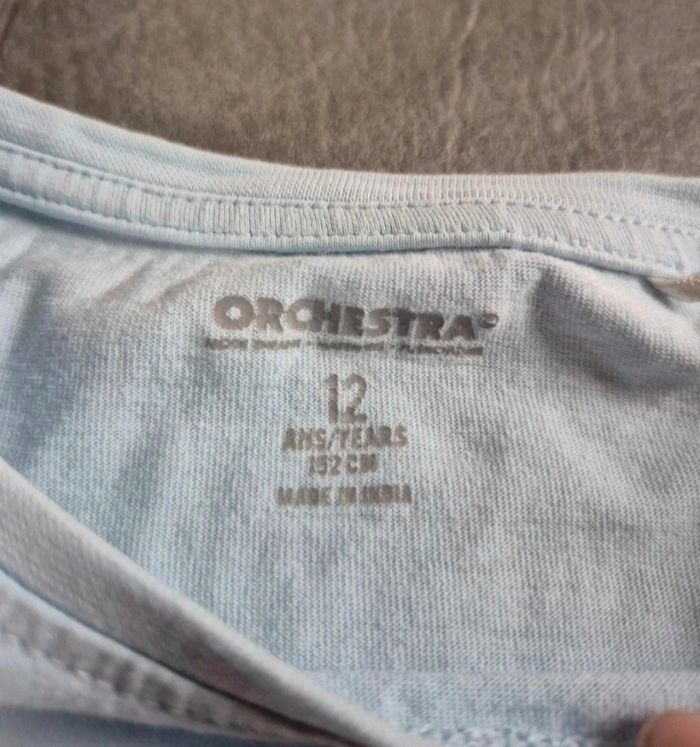 ORCHESTRA
12
ANS/YEARS
152 CM
MADE IN INDIA